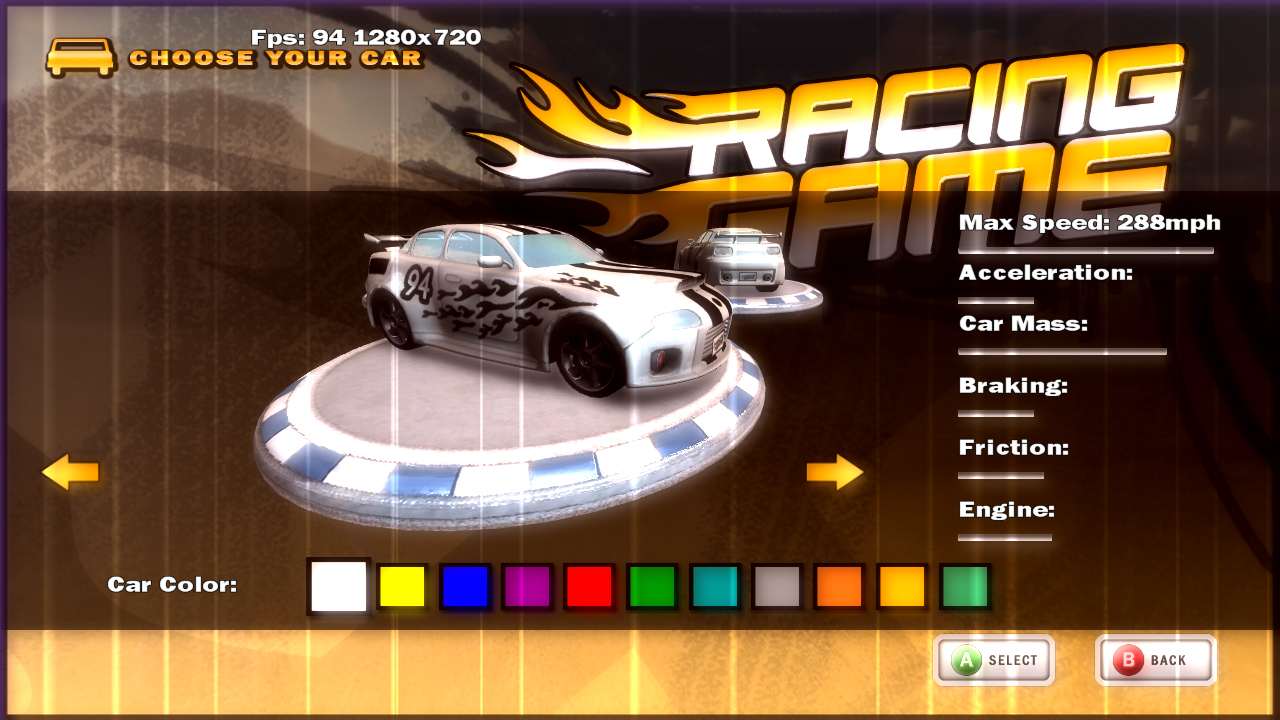 Fps: 94 1280x720
CHOOSE YOUR CAR
RACING
GAME
Max Speed: 288mph
Acceleration:
94
Car Mass:
Braking:
Friction:
Engine:
Car Color:
A SELECT
B BACK